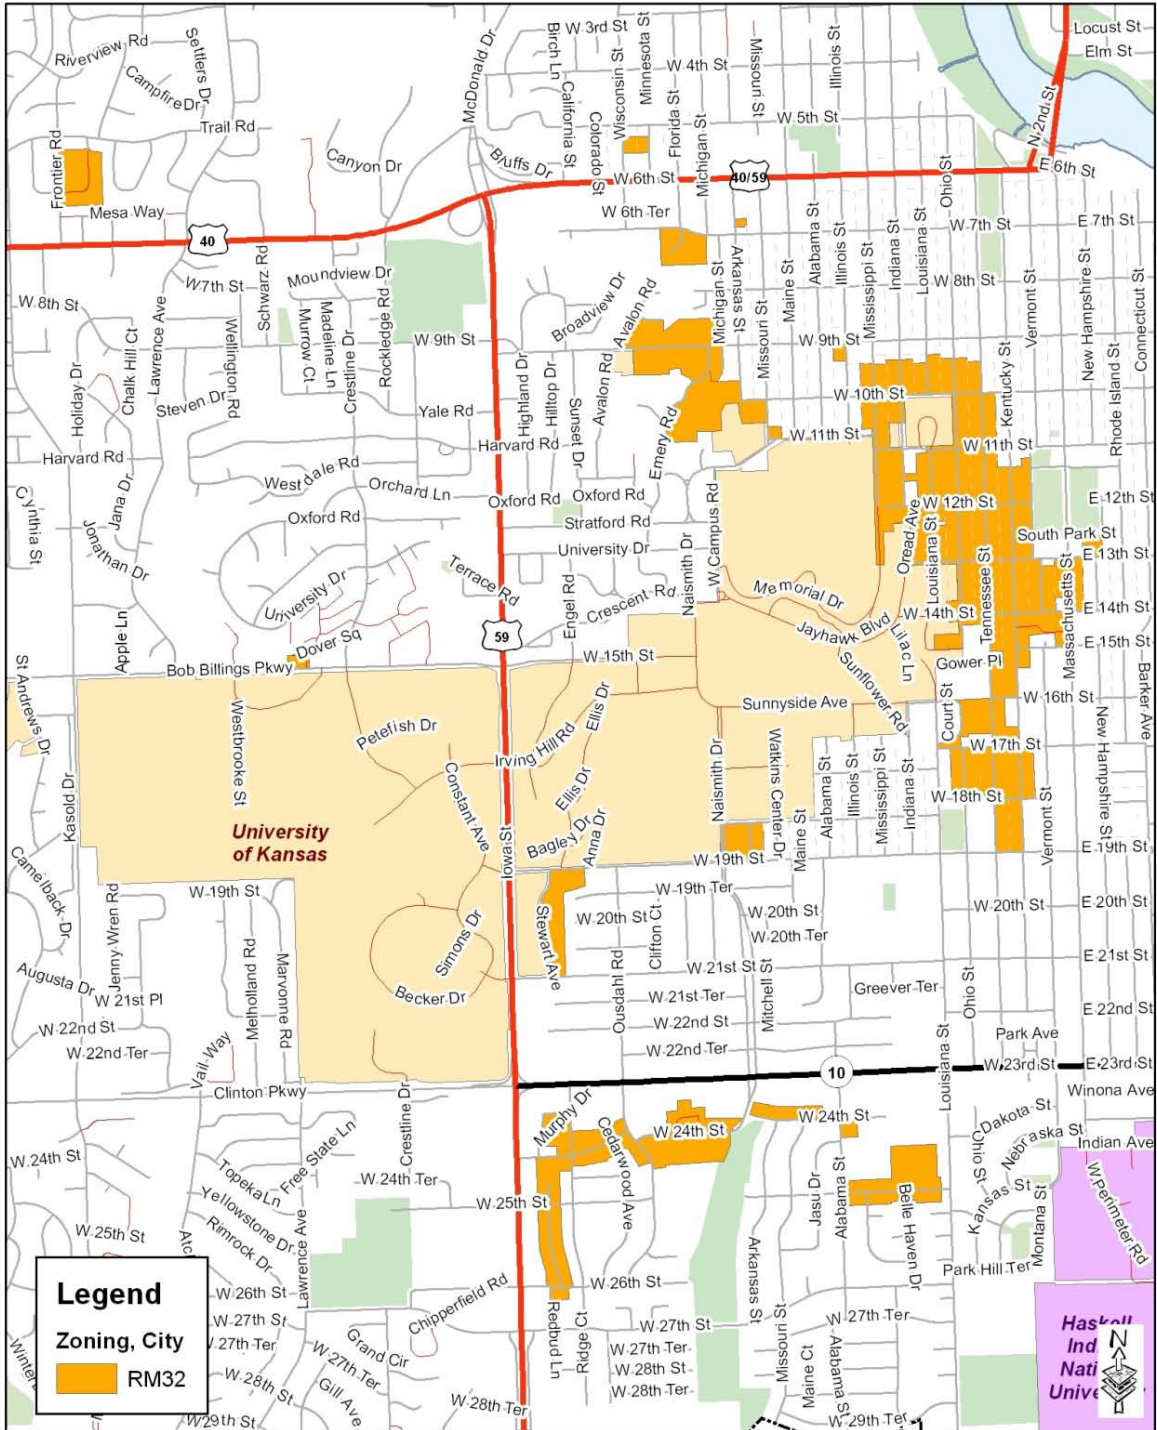 Riverview Rd
Settlers Dr
Campfire Dr
Trail Rd
Frontier Rd
Mesa Way
Canyon Dr
McDonald Dr
Bluffs Dr
Birch Ln
W 3rd St
California St
Colorado St
Wisconsin St
Minnesota St
W 4th St
Florida St
Michigan St
Missouri St
Illinois St
W 5th St
Locust St
Elm St
N 2nd St
E 6th St
W 6th St
40/59
W 6th Ter
40
Ohio St
W 7th St
E 7th St
W 8th St
W 7th St
Schwarz Rd
Moundview Dr
Murrow Ct
Madeline Ln
Crestline Dr
Rockledge Rd
W 9th St
Broadview Dr
Avalon Rd
Michigan St
Arkansas St
Missouri St
Maine St
Alabama St
Illinois St
Mississippi St
Indiana St
Louisiana St
W 8th St
Vermont St
New Hampshire St
Connecticut St
W 9th St
Holiday Dr
Chalk Hill Ct
Lawrence Ave
Wellington Rd
Steven Dr
Yale Rd
Highland Dr
Hilltop Dr
Sunset Dr
Avalon Rd
Emery Rd
W 10th St
Kentucky St
Rhode Island St
Harvard Rd
Harvard Rd
W 11th St
W 11th St
Westdale Rd
Orchard Ln
Oxford Rd
Oxford Rd
Oxford Rd
Stratford Rd
W Campus Rd
W 12th St
E 12th St
Cynthia St
Jana Dr
Jonathan Dr
University Dr
University Dr
Terrace Rd
Engel Rd
Crescent Rd
Naismith Dr
Memorial Dr
Jayhawk Blvd
Oread Ave
Louisiana St
South Park St
E 13th St
Tennessee St
Massachusetts St
W 14th St
E 14th St
Apple Ln
Dover Sq
59
Bob Billings Pkwy
W 15th St
Lilac Ln
Gower Pl
E 15th St
St Andrews Dr
Westbrooke St
Petefish Dr
Irving Hill Rd
Ellis Dr
Sunnyside Ave
Sunflower Rd
Court St
W 16th St
Barker Ave
Kasold Dr
Constant Ave
Iowa St
Ellis Dr
Bagley Dr
Anna Dr
Naismith Dr
Watkins Center Dr
Maine St
Alabama St
Illinois St
Mississippi St
Indiana St
W 17th St
W 18th St
Vermont St
New Hampshire St
University
of Kansas
W 19th St
E 19th St
Camelback Dr
Jenny Wren Rd
W 19th St
W 19th Ter
Stewart Ave
W 20th St
Clifton Ct
W 20th St
W 20th Ter
W 20th St
E 20th St
Simons Dr
Becker Dr
Melholland Rd
Marvonne Rd
Ousdahl Rd
W 21st St
Mitchell St
E 21st St
Augusta Dr
W 21st Pl
W 21st Ter
Greever Ter
Ohio St
W 22nd St
W 22nd St
E 22nd St
W 22nd Ter
W 22nd Ter
Park Ave
Vail Way
Clinton Pkwy
10
Louisiana St
W 23rd St
E 23rd St
Winona Ave
Murphy Dr
W 24th St
W 24th St
Dakota St
Nebraska St
Indian Ave
W 24th St
Free State Ln
Crestline Dr
Cedarwood Ave
Topeka Ln
W 24th Ter
Yellowstone Dr
W 25th St
Jasu Dr
Alabama St
Belle Haven Dr
Ohio St
Kansas St
Montana St
W Perimeter Rd
W 25th St
Rimrock Dr
Lawrence Ave
Arkansas St
Park Hill Ter
W 26th St
Chipperfield Rd
W 26th St
Redbud Ln
Ridge Ct
Missouri St
W 27th St
W 27th St
W 27th Ter
W 27th Ter
W 27th Ter
Grand Cir
W 27th Ter
W 28th St
W 28th St
Gill Ave
W 28th Ter
W 28th Ter
Maine Ct
Alabama St
W 29th St
W 29th Ter
Legend
Zoning, City
RM32
Haskell
N